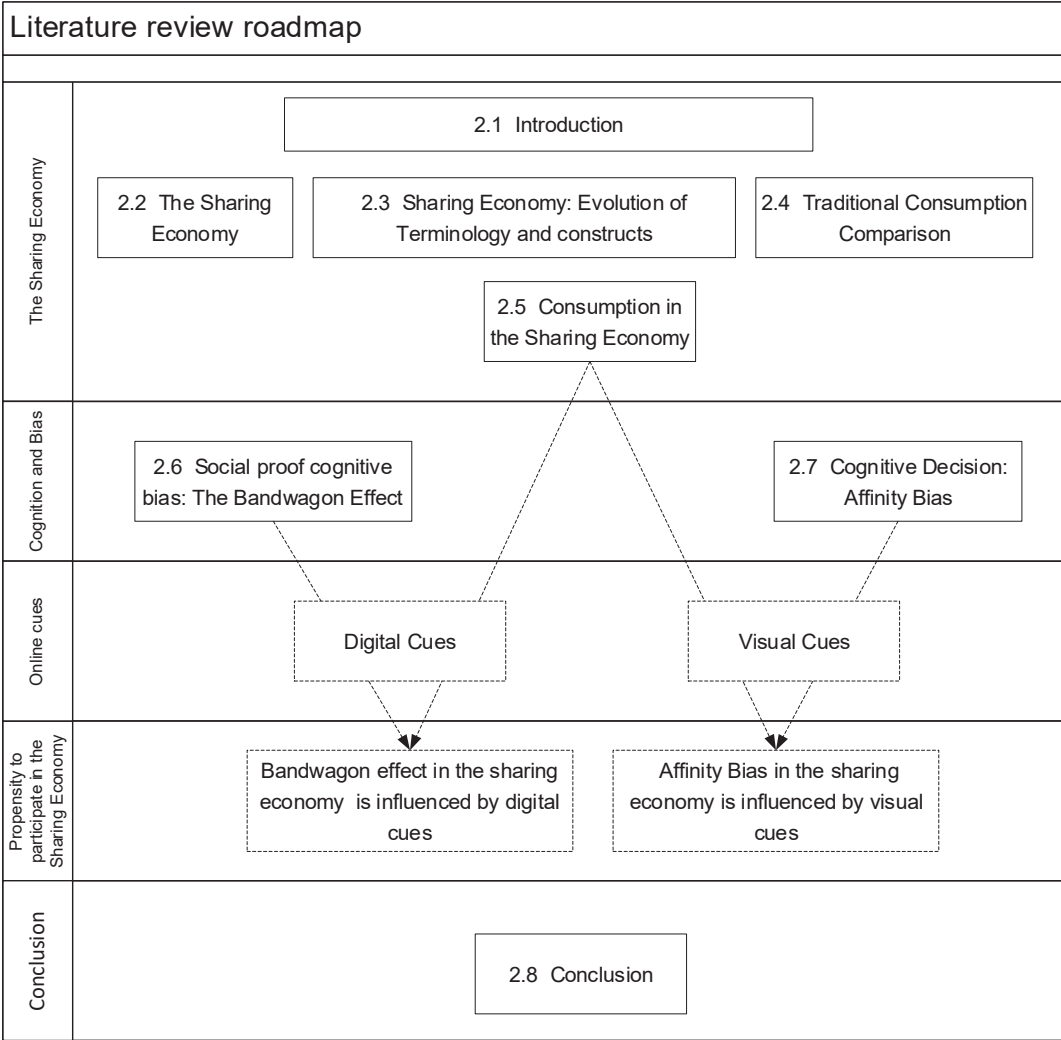 Literature review roadmap
The Sharing Economy
2.1 Introduction
2.2 The Sharing
Economy
2.3 Sharing Economy: Evolution of
Terminology and constructs
2.4 Traditional Consumption
Comparison
2.5 Consumption in
the Sharing Economy
Cognition and Bias
2.6 Social proof cognitive
bias: The Bandwagon Effect
2.7 Cognitive Decision:
Affinity Bias
Online cues
Digital Cues
Visual Cues
Propensity to
participate in the
Sharing Economy
Bandwagon effect in the sharing
economy is influenced by digital
cues
Affinity Bias in the sharing
economy is influenced by visual
cues
Conclusion
2.8 Conclusion